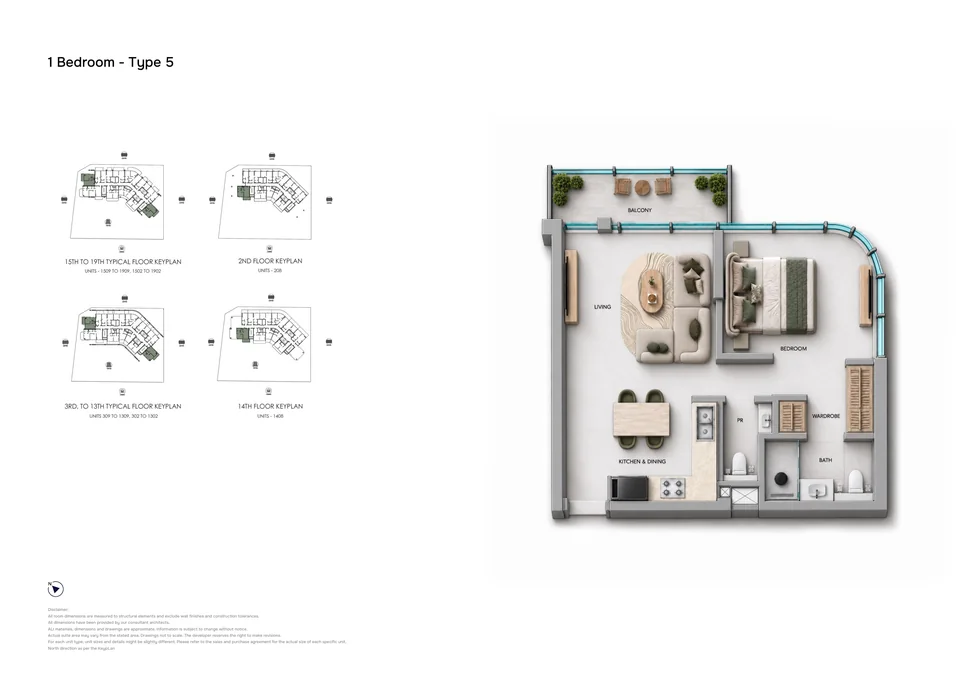 1 Bedroom - Type 5
15TH TO 19TH TYPICAL FLOOR KEYPLAN
UNITS - 1509 TO 1909, 1502 TO 1902
2ND FLOOR KEYPLAN
UNITS - 208
3RD, TO 13TH TYPICAL FLOOR KEYPLAN
UNITS 309 TO 1309, 302 TO 1302
14TH FLOOR KEYPLAN
UNITS - 1408
BALCONY
LIVING
BEDROOM
WARDROBE
PR
KITCHEN & DINING
BATH
N
Disclaimer:
All room dimensions are measured to structural elements and exclude wall finishes and construction tolerances.
All dimensions have been provided by our consultant architects.
ALL materials, dimensions and drawings are approximate. Information is subject to change without notice.
Actual suite area may vary from the stated area. Drawings not to scale. The developer reserves the right to make revisions.
For each unit type, unit sizes and details might be slightly different. Please refer to the sales and purchase agreement for the actual size of each specific unit.
North direction as per the Keyplan